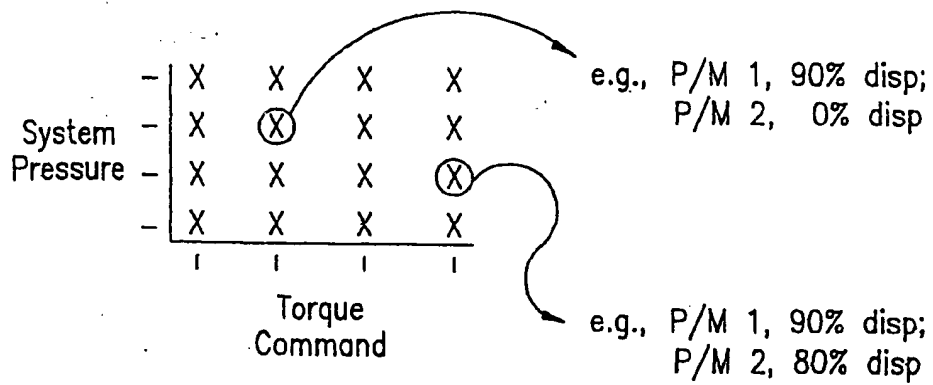 – X X X X
System – X X X X
Pressure – X X X X
– X X X X
Torque
Command
e.g., P/M 1, 90% disp;
P/M 2, 0% disp
e.g., P/M 1, 90% disp;
P/M 2, 80% disp